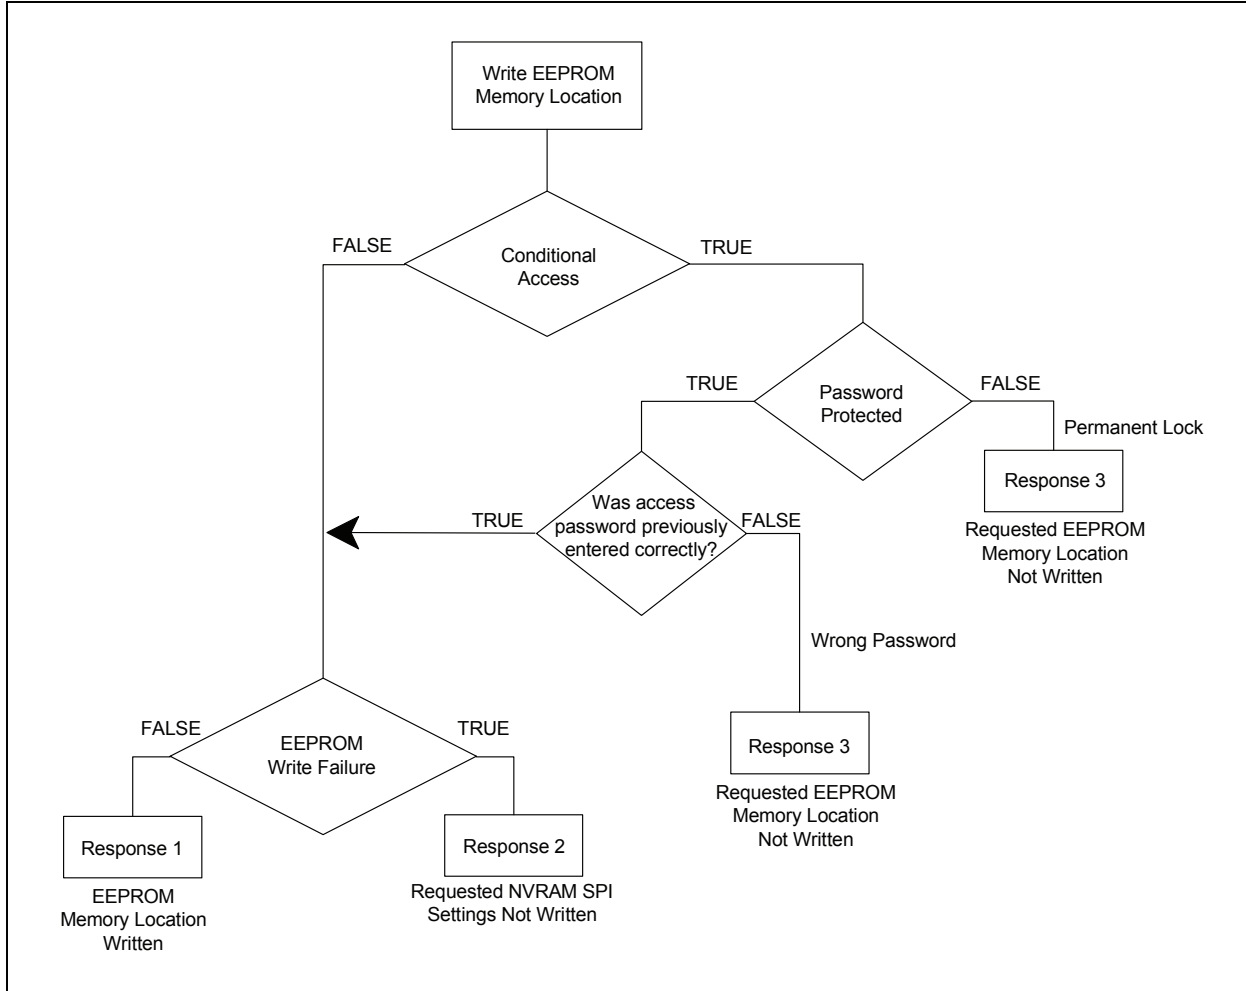 Write EEPROM
Memory Location
FALSE
Conditional
Access
TRUE
TRUE
Password
Protected
FALSE
Permanent Lock
Response 3
Requested EEPROM
Memory Location
Not Written
TRUE
Was access
password previously
entered correctly?
FALSE
Wrong Password
Response 3
Requested EEPROM
Memory Location
Not Written
FALSE
EEPROM
Write Failure
TRUE
Response 1
EEPROM
Memory Location
Written
Response 2
Requested NVRAM SPI
Settings Not Written